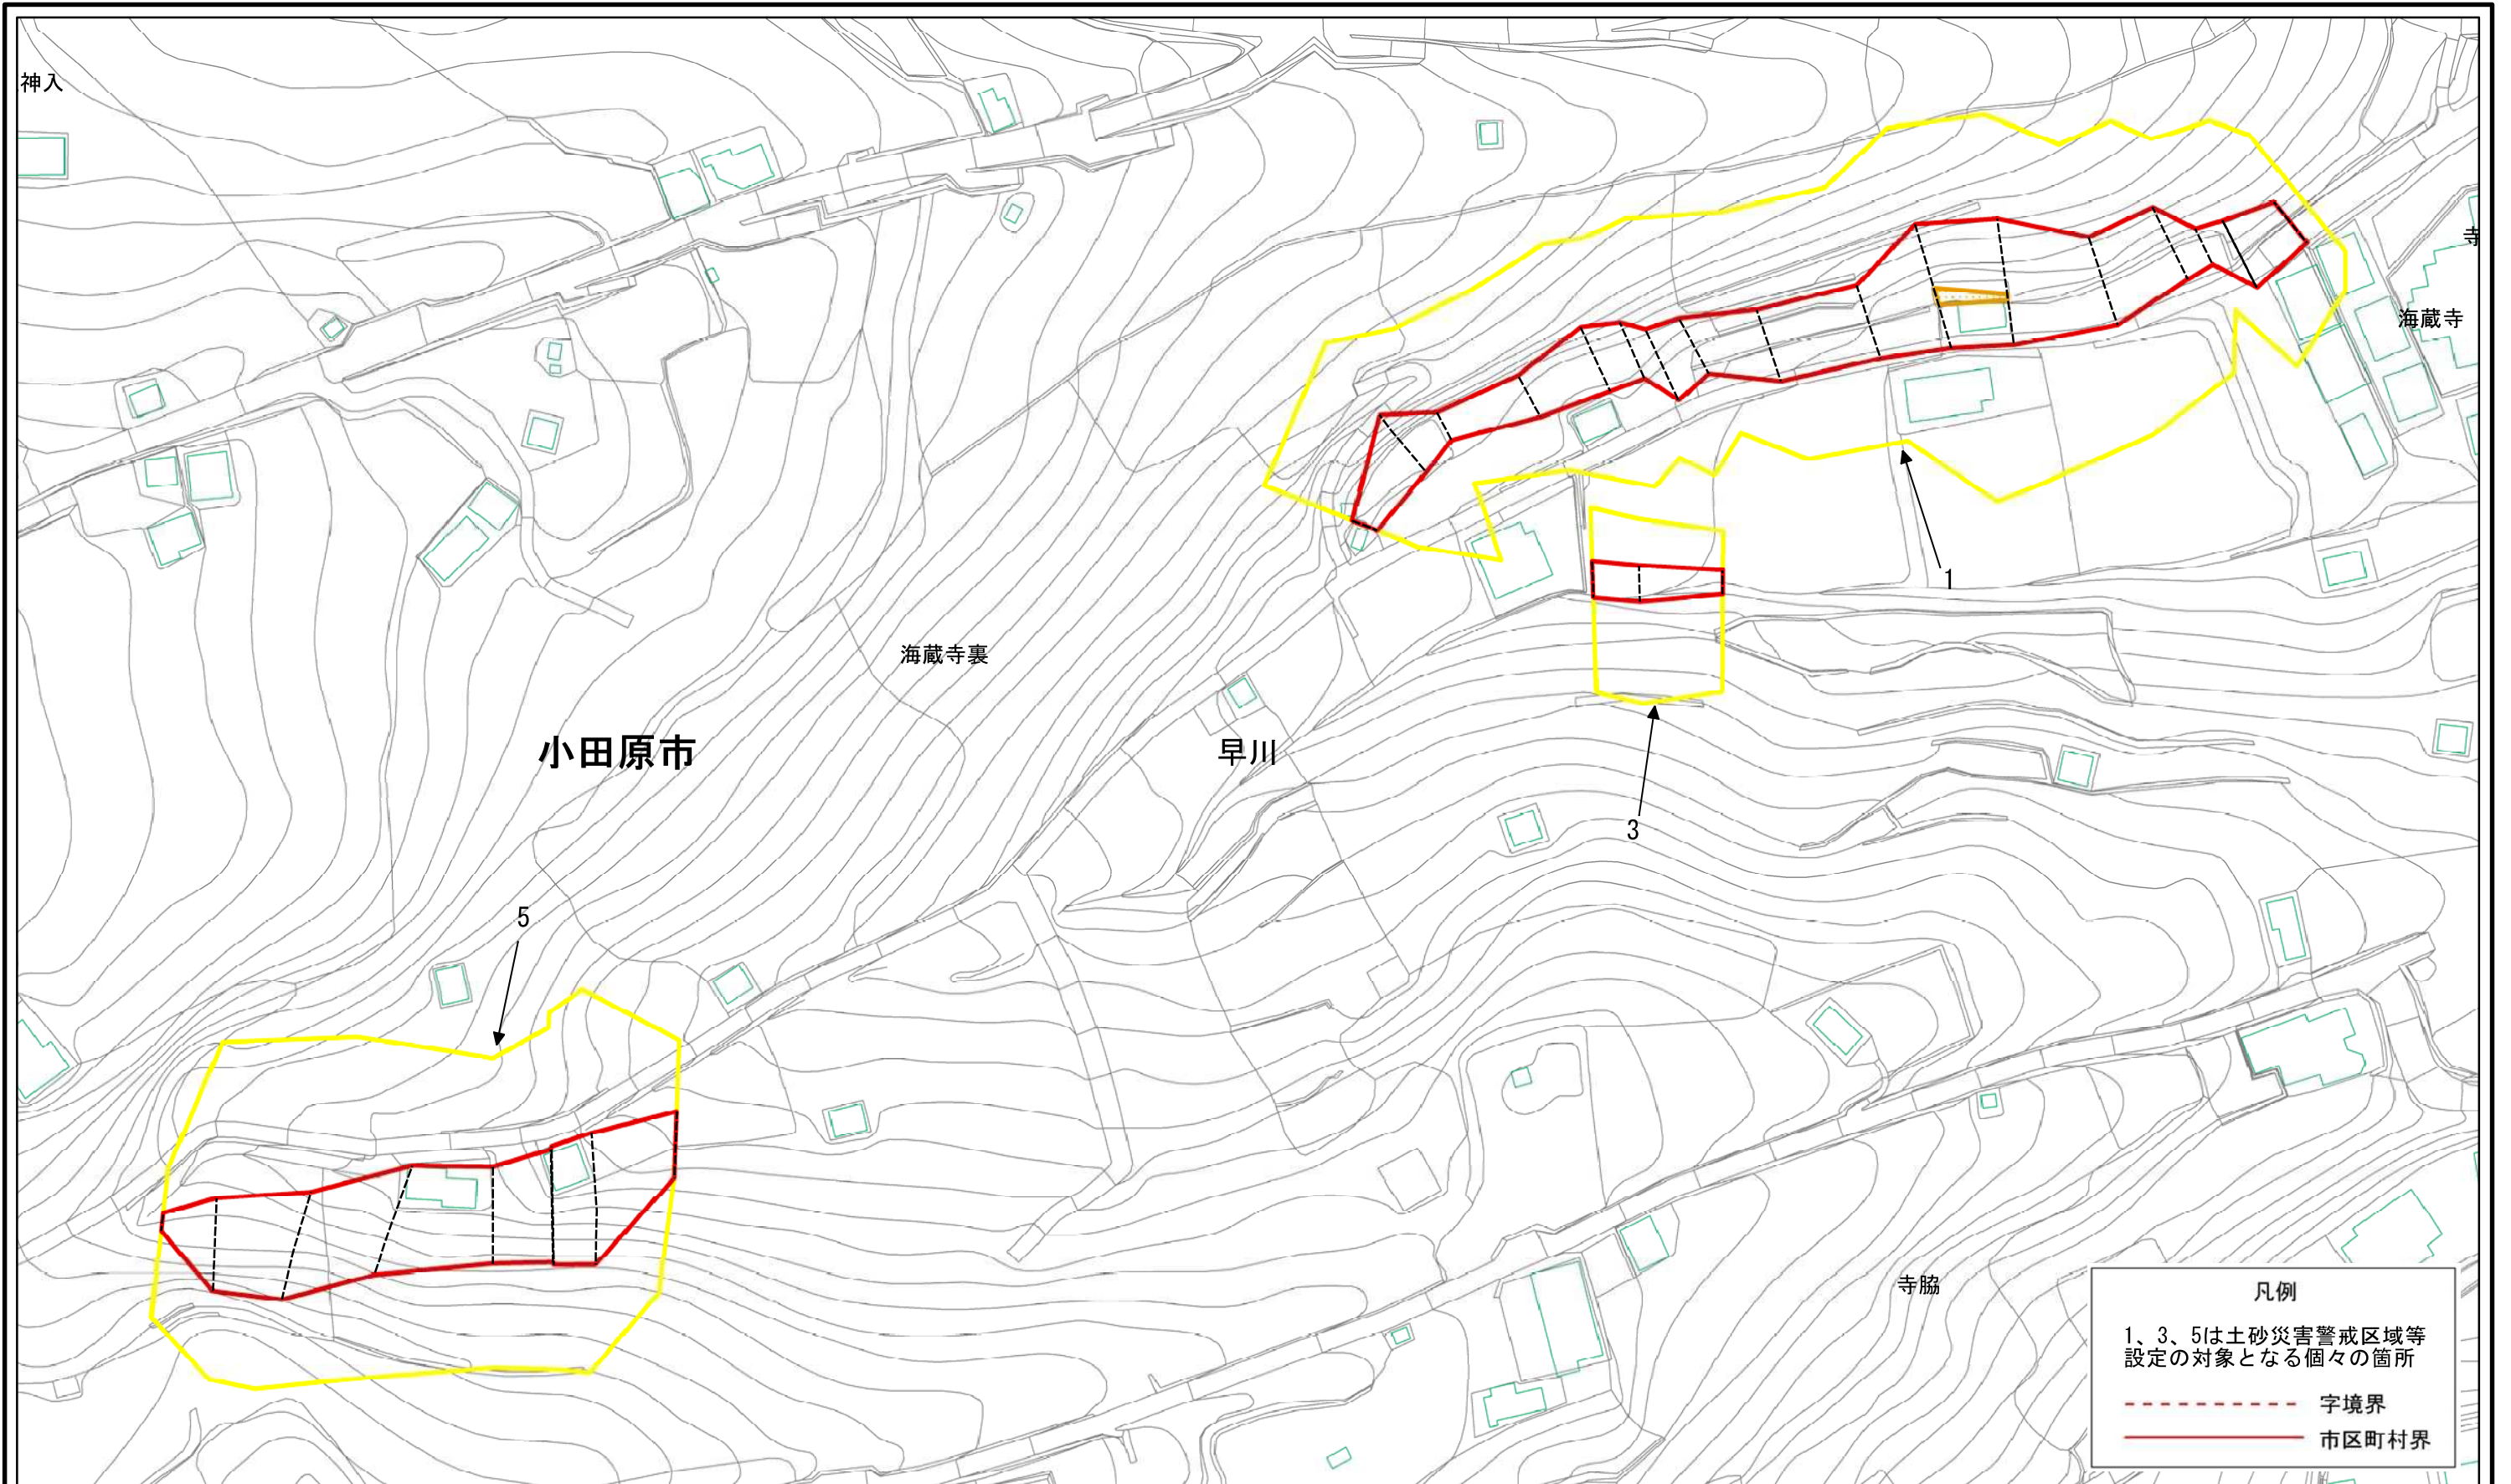 神入
寺
海蔵寺
1
海蔵寺裏
小田原市
早川
3
5
寺脇
凡例
1、3、5は土砂災害警戒区域等
設定の対象となる個々の箇所
字境界
市区町村界